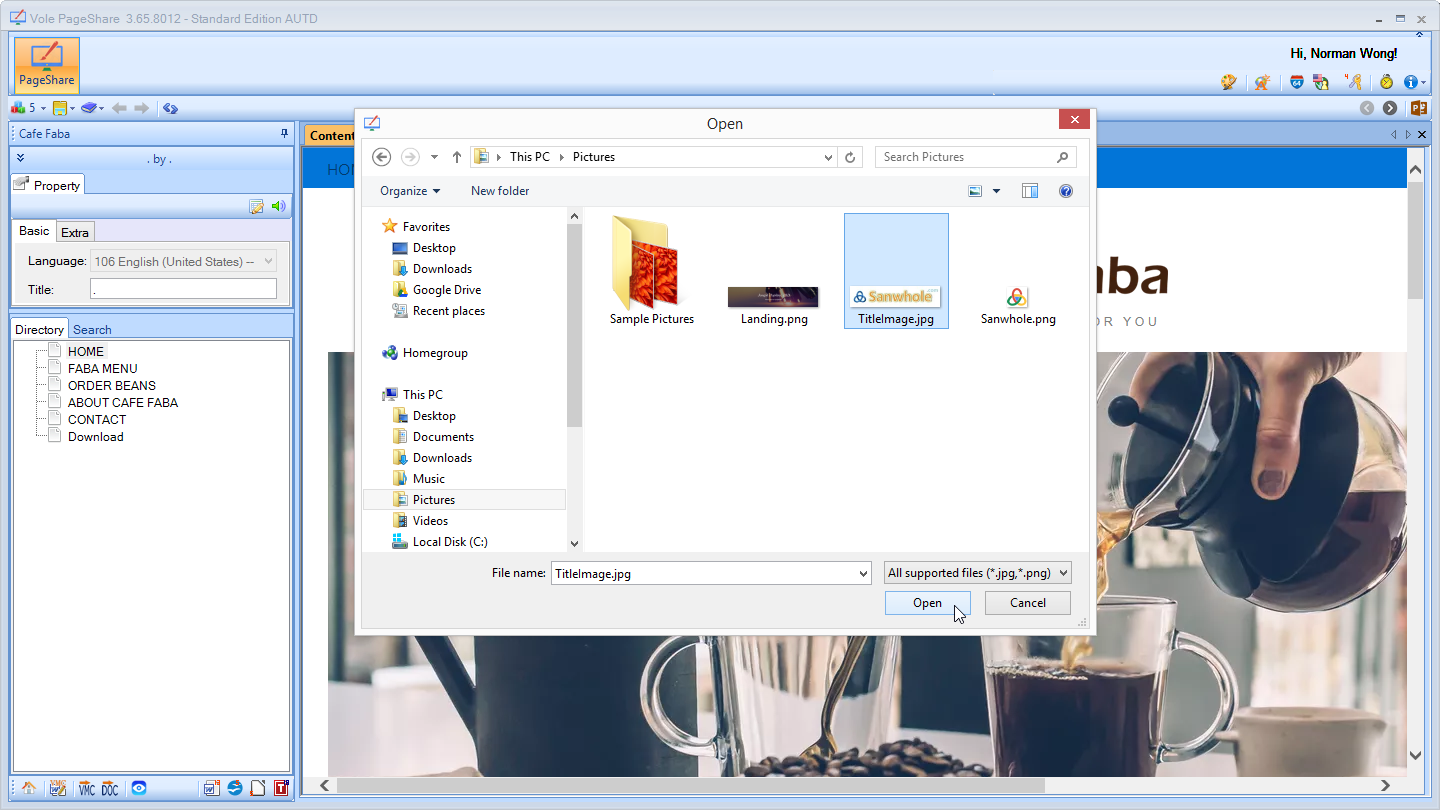 Vole PageShare 3.65.8012 - Standard Edition AUTD
PageShare
Hi, Norman Wong!
5
Cafe Faba
. by .
Property
Basic
Extra
Language:
106 English (United States) --
Title:
.
Directory
Search
HOME
FABA MENU
ORDER BEANS
ABOUT CAFE FABA
CONTACT
Download
VMC
DOC
Content
HO
aba
OR YOU
Open
This PC
Pictures
Search Pictures
Organize
New folder
Favorites
Desktop
Downloads
Google Drive
Recent places
Homegroup
This PC
Desktop
Documents
Downloads
Music
Pictures
Videos
Local Disk (C:)
Sample Pictures
Landing.png
Sanwhole.com
TitleImage.jpg
Sanwhole.png
File name:
TitleImage.jpg
All supported files (*.jpg,*.png)
Open
Cancel